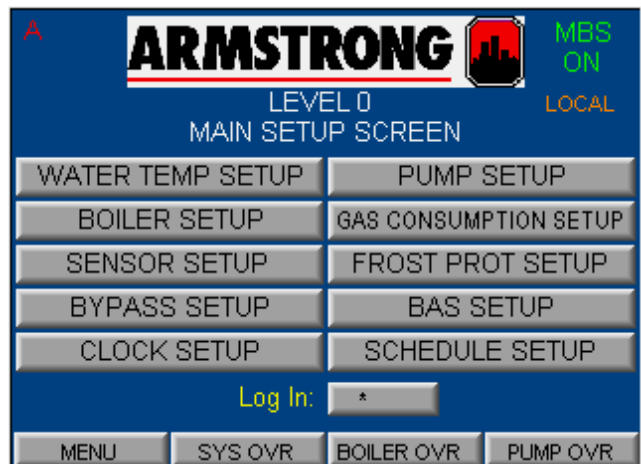 A
ARMSTRONG
MBS
ON
LEVEL 0
LOCAL
MAIN SETUP SCREEN
WATER TEMP SETUP
PUMP SETUP
BOILER SETUP
GAS CONSUMPTION SETUP
SENSOR SETUP
FROST PROT SETUP
BYPASS SETUP
BAS SETUP
CLOCK SETUP
SCHEDULE SETUP
Log In: *
MENU
SYS OVR
BOILER OVR
PUMP OVR